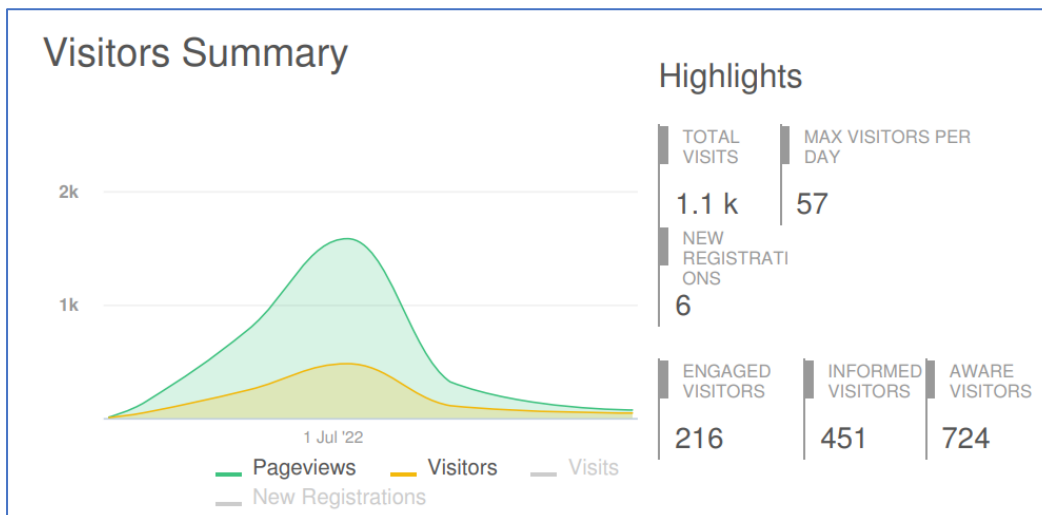 Visitors Summary
2k
1k
1 Jul '22
Pageviews
Visitors
Visits
New Registrations
Highlights
TOTAL
VISITS
1.1 k
MAX VISITORS PER
DAY
57
NEW
REGISTRATI
ONS
6
ENGAGED
VISITORS
216
INFORMED
VISITORS
451
AWARE
VISITORS
724